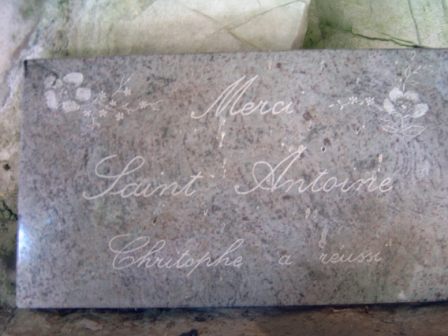 Merci
Saint Antoine
Chritophe a réussi